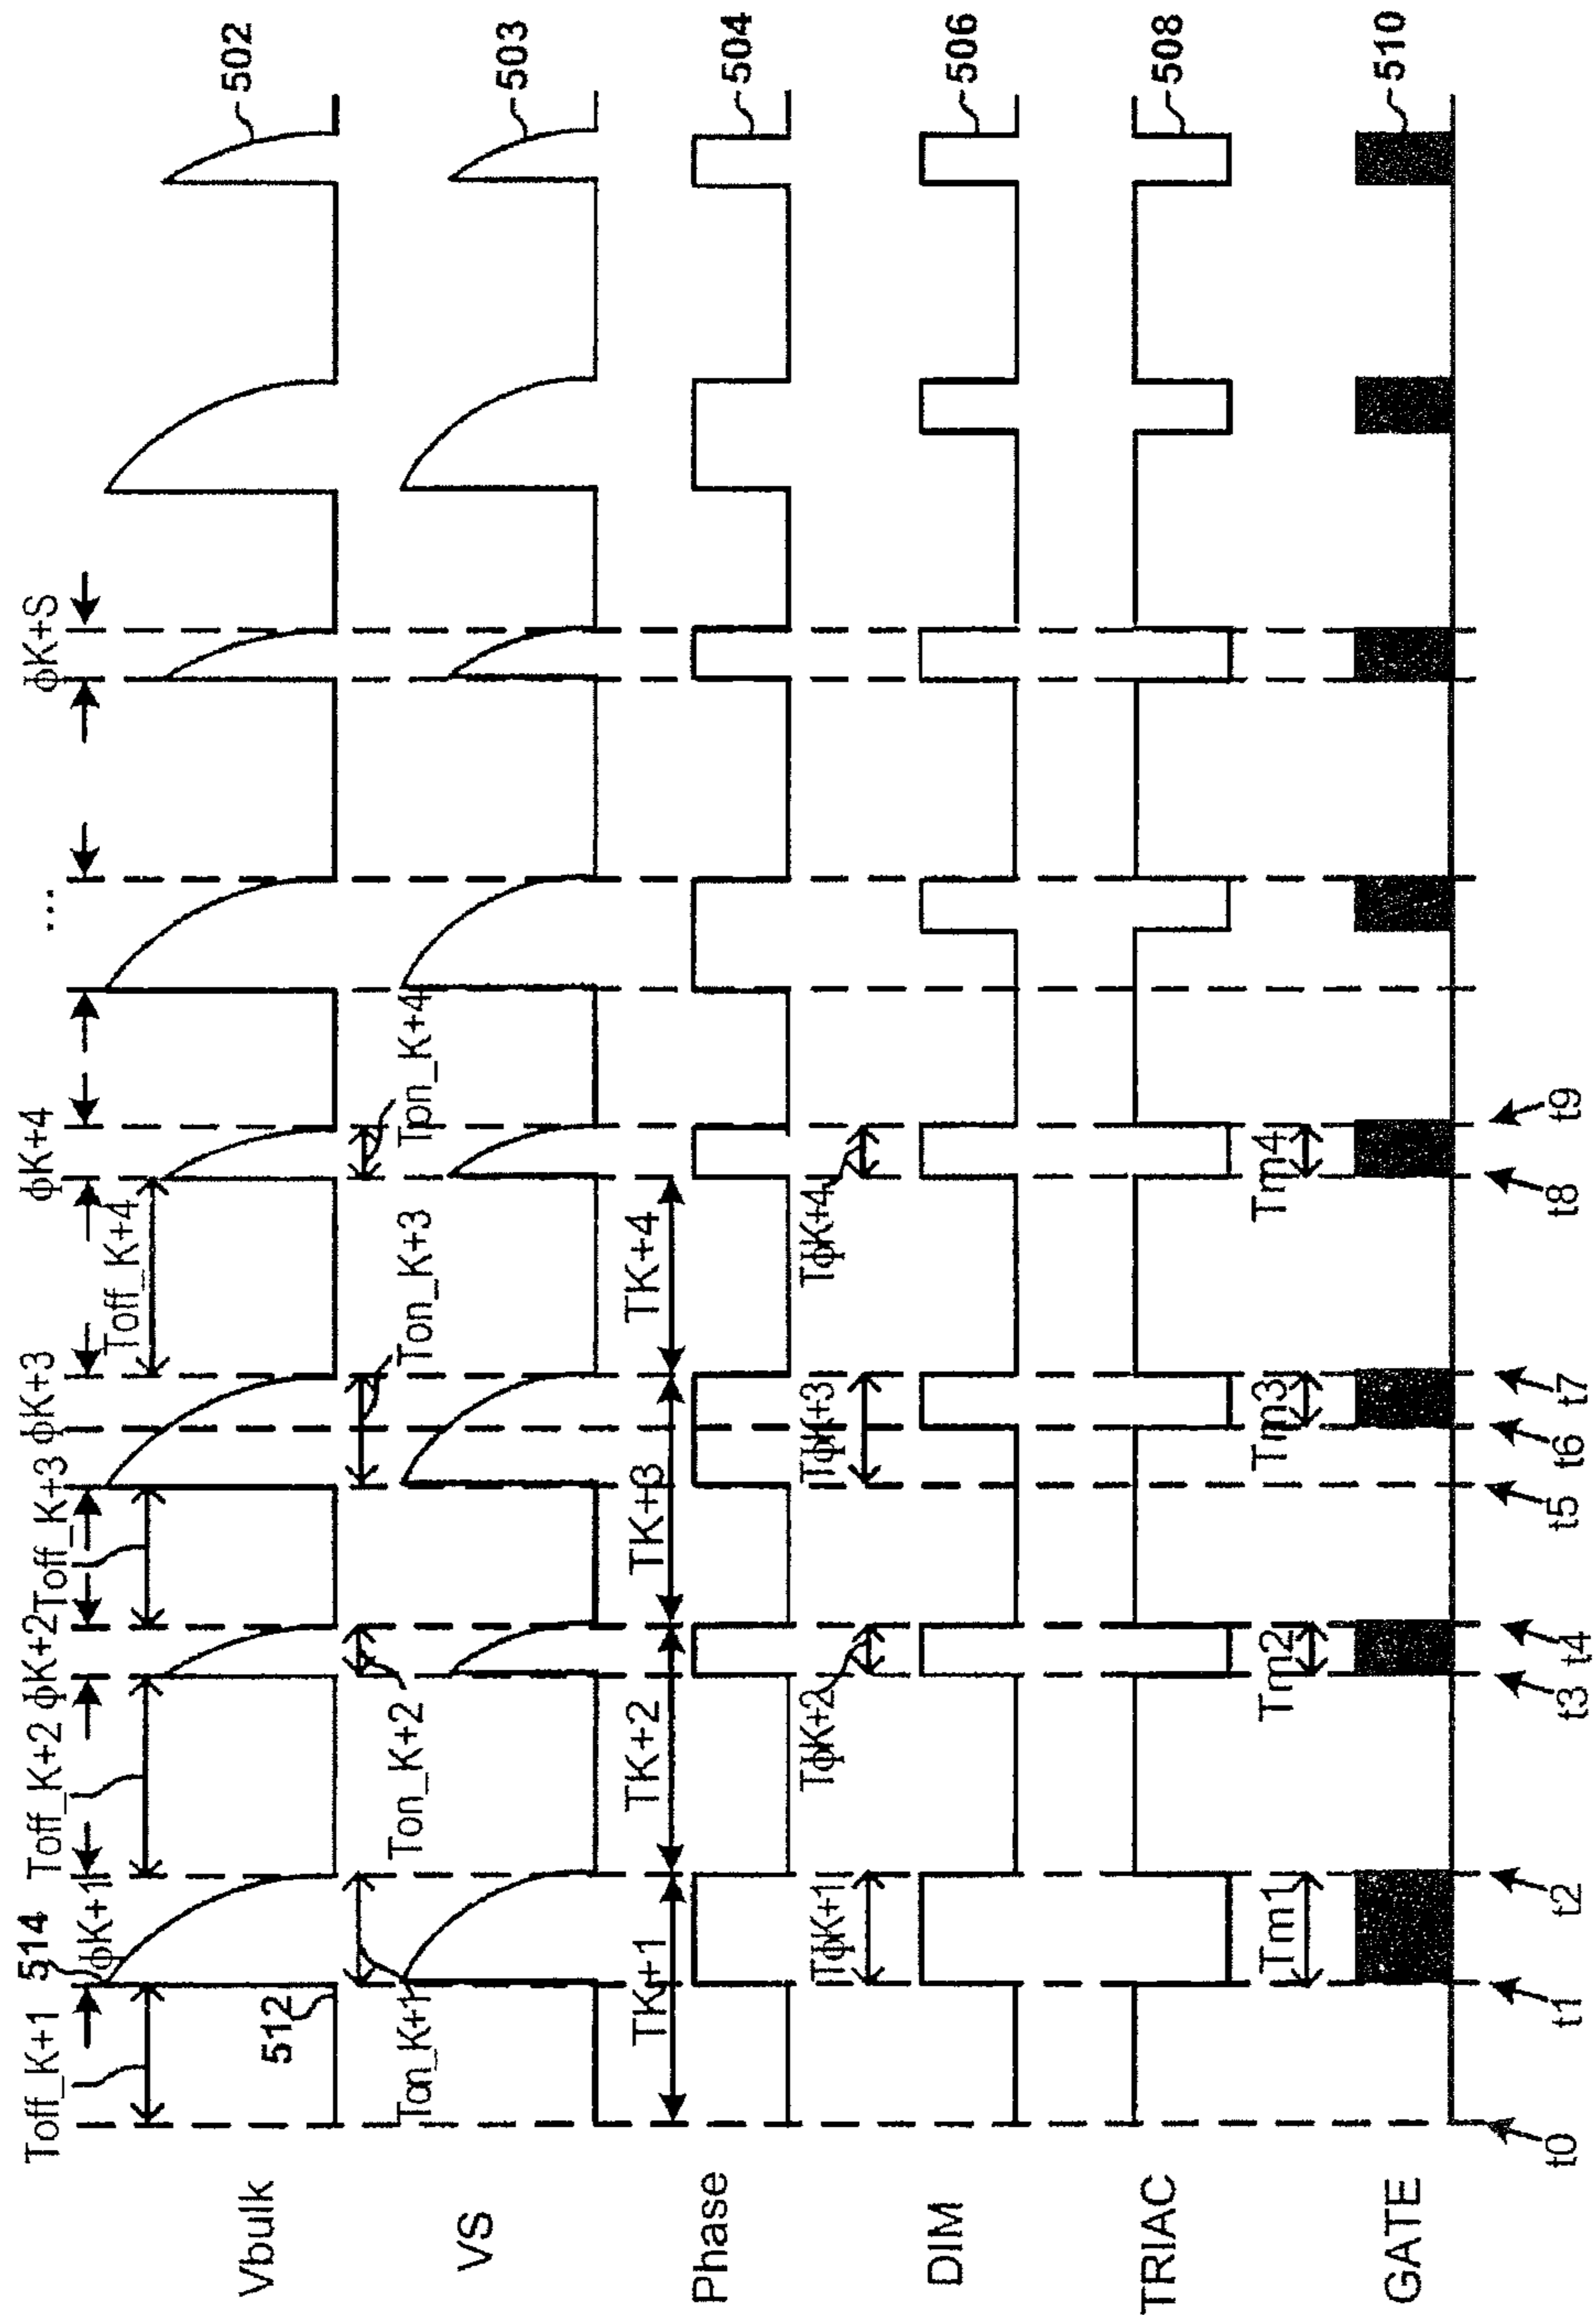 Toff_K+1
514
ϕK+1
Toff_K+2
ϕK+2
Toff_K+3
ϕK+3
Toff_K+4
ϕK+4
...
ϕK+S
502
Vbulk
512
Ton_K+1
Ton_K+2
Ton_K+3
Ton_K+4
VS
503
TK+1
TK+2
TK+3
TK+4
Phase
504
TϕK+1
TϕK+2
TϕK+3
TϕK+4
DIM
506
TRIAC
508
Tm1
Tm2
Tm3
Tm4
GATE
510
t0
t1
t2
t3
t4
t5
t6
t7
t8
t9